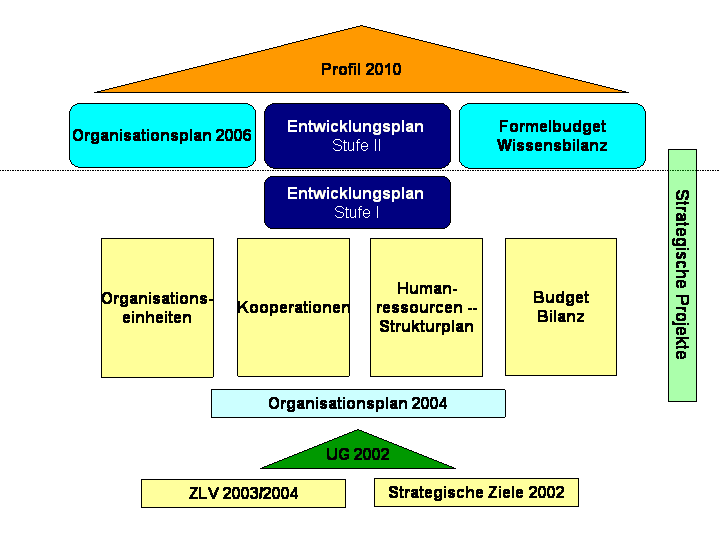 Profil 2010
Organisationsplan 2006
Entwicklungsplan
Stufe II
Formelbudget
Wissensbilanz
Entwicklungsplan
Stufe I
Strategische Projekte
Organisations-
einheiten
Kooperationen
Human-
ressourcen --
Strukturplan
Budget
Bilanz
Organisationsplan 2004
UG 2002
ZLV 2003/2004
Strategische Ziele 2002